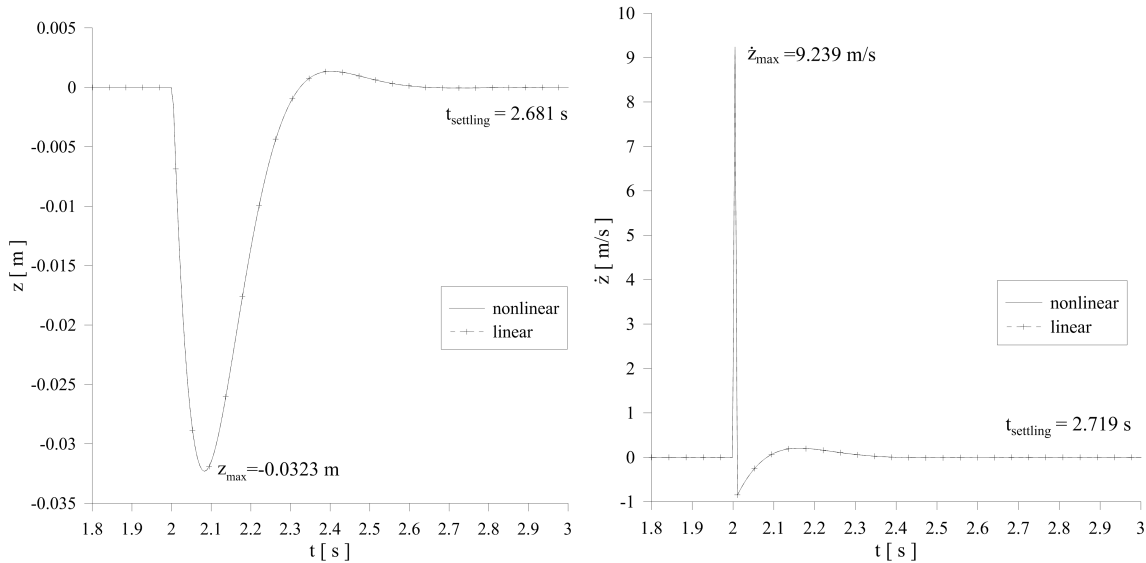 0.005
0
-0.005
-0.01
-0.015
-0.02
-0.025
-0.03
-0.035
z [ m ]
1.8 1.9 2 2.1 2.2 2.3 2.4 2.5 2.6 2.7 2.8 2.9 3
t [ s ]
t_settling = 2.681 s
z_max=-0.0323 m
nonlinear
linear
10
9
8
7
6
5
4
3
2
1
0
-1
ż [ m/s ]
1.8 1.9 2 2.1 2.2 2.3 2.4 2.5 2.6 2.7 2.8 2.9 3
t [ s ]
ż_max =9.239 m/s
nonlinear
linear
t_settling = 2.719 s